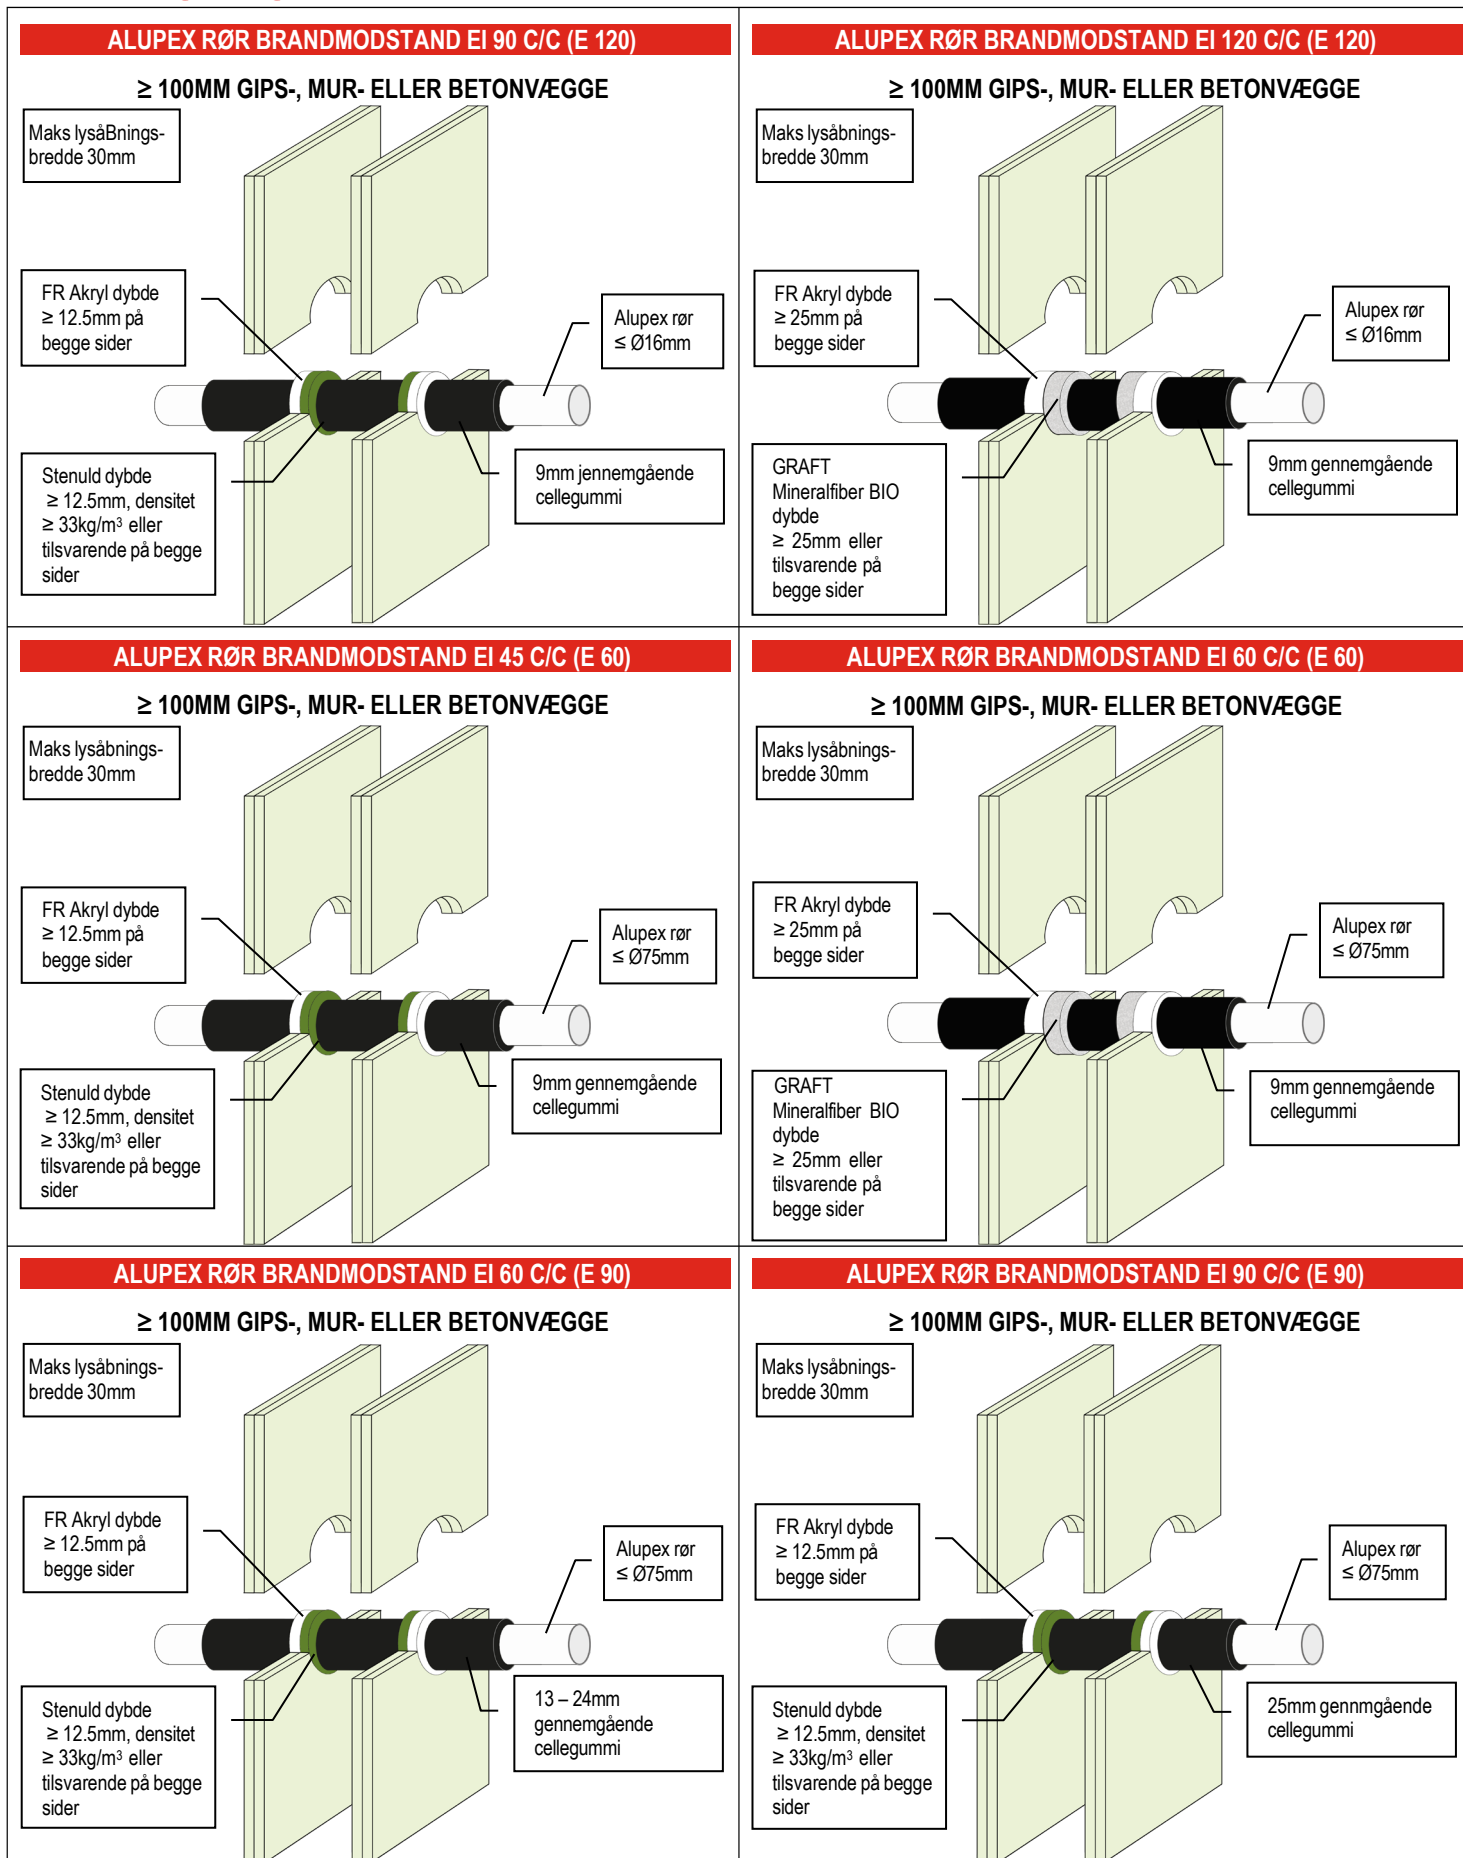 ALUPEX RØR BRANDMODSTAND EI 90 C/C (E 120)
≥ 100MM GIPS-, MUR- ELLER BETONVÆGGE
Maks lysåBnings-
bredde 30mm
FR Akryl dybde
≥ 12.5mm på
begge sider
Alupex rør
≤ Ø16mm
Stenuld dybde
≥ 12.5mm, densitet
≥ 33kg/m³ eller
tilsvarende på begge
sider
9mm jennemgående
cellegummi
ALUPEX RØR BRANDMODSTAND EI 120 C/C (E 120)
≥ 100MM GIPS-, MUR- ELLER BETONVÆGGE
Maks lysåbnings-
bredde 30mm
FR Akryl dybde
≥ 25mm på
begge sider
Alupex rør
≤ Ø16mm
GRAFT
Mineralfiber BIO
dybde
≥ 25mm eller
tilsvarende på
begge sider
9mm gennemgående
cellegummi
ALUPEX RØR BRANDMODSTAND EI 45 C/C (E 60)
≥ 100MM GIPS-, MUR- ELLER BETONVÆGGE
Maks lysåbnings-
bredde 30mm
FR Akryl dybde
≥ 12.5mm på
begge sider
Alupex rør
≤ Ø75mm
Stenuld dybde
≥ 12.5mm, densitet
≥ 33kg/m³ eller
tilsvarende på begge
sider
9mm gennemgående
cellegummi
ALUPEX RØR BRANDMODSTAND EI 60 C/C (E 60)
≥ 100MM GIPS-, MUR- ELLER BETONVÆGGE
Maks lysåbnings-
bredde 30mm
FR Akryl dybde
≥ 25mm på
begge sider
Alupex rør
≤ Ø75mm
GRAFT
Mineralfiber BIO
dybde
≥ 25mm eller
tilsvarende på
begge sider
9mm gennemgående
cellegummi
ALUPEX RØR BRANDMODSTAND EI 60 C/C (E 90)
≥ 100MM GIPS-, MUR- ELLER BETONVÆGGE
Maks lysåbnings-
bredde 30mm
FR Akryl dybde
≥ 12.5mm på
begge sider
Alupex rør
≤ Ø75mm
Stenuld dybde
≥ 12.5mm, densitet
≥ 33kg/m³ eller
tilsvarende på begge
sider
13 – 24mm
gennemgående
cellegummi
ALUPEX RØR BRANDMODSTAND EI 90 C/C (E 90)
≥ 100MM GIPS-, MUR- ELLER BETONVÆGGE
Maks lysåbnings-
bredde 30mm
FR Akryl dybde
≥ 12.5mm på
begge sider
Alupex rør
≤ Ø75mm
Stenuld dybde
≥ 12.5mm, densitet
≥ 33kg/m³ eller
tilsvarende på begge
sider
25mm gennmgående
cellegummi